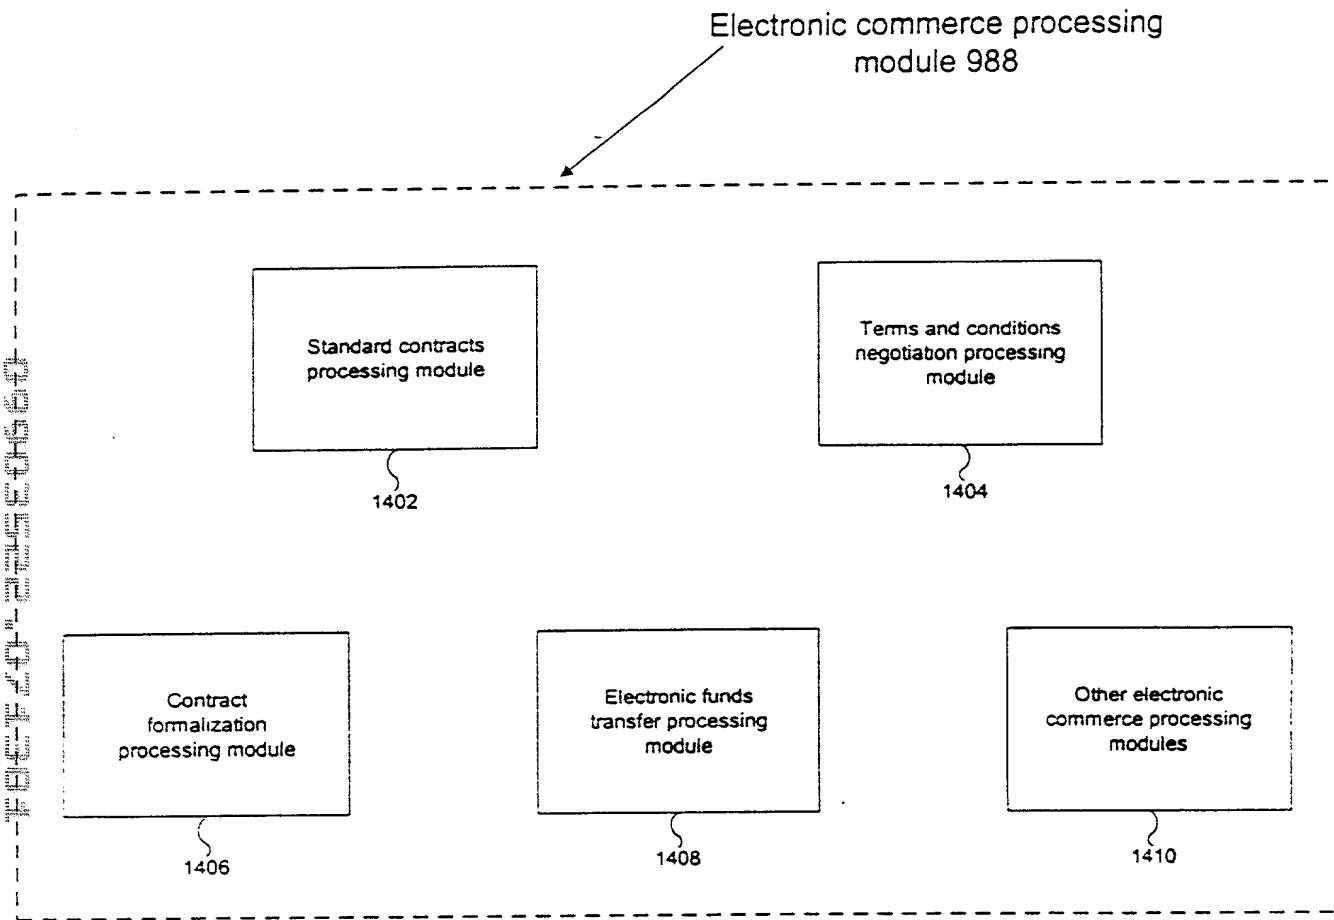 Electronic commerce processing
module 988
Standard contracts
processing module
1402
Terms and conditions
negotiation processing
module
1404
Contract
formalization
processing module
1406
Electronic funds
transfer processing
module
1408
Other electronic
commerce processing
modules
1410